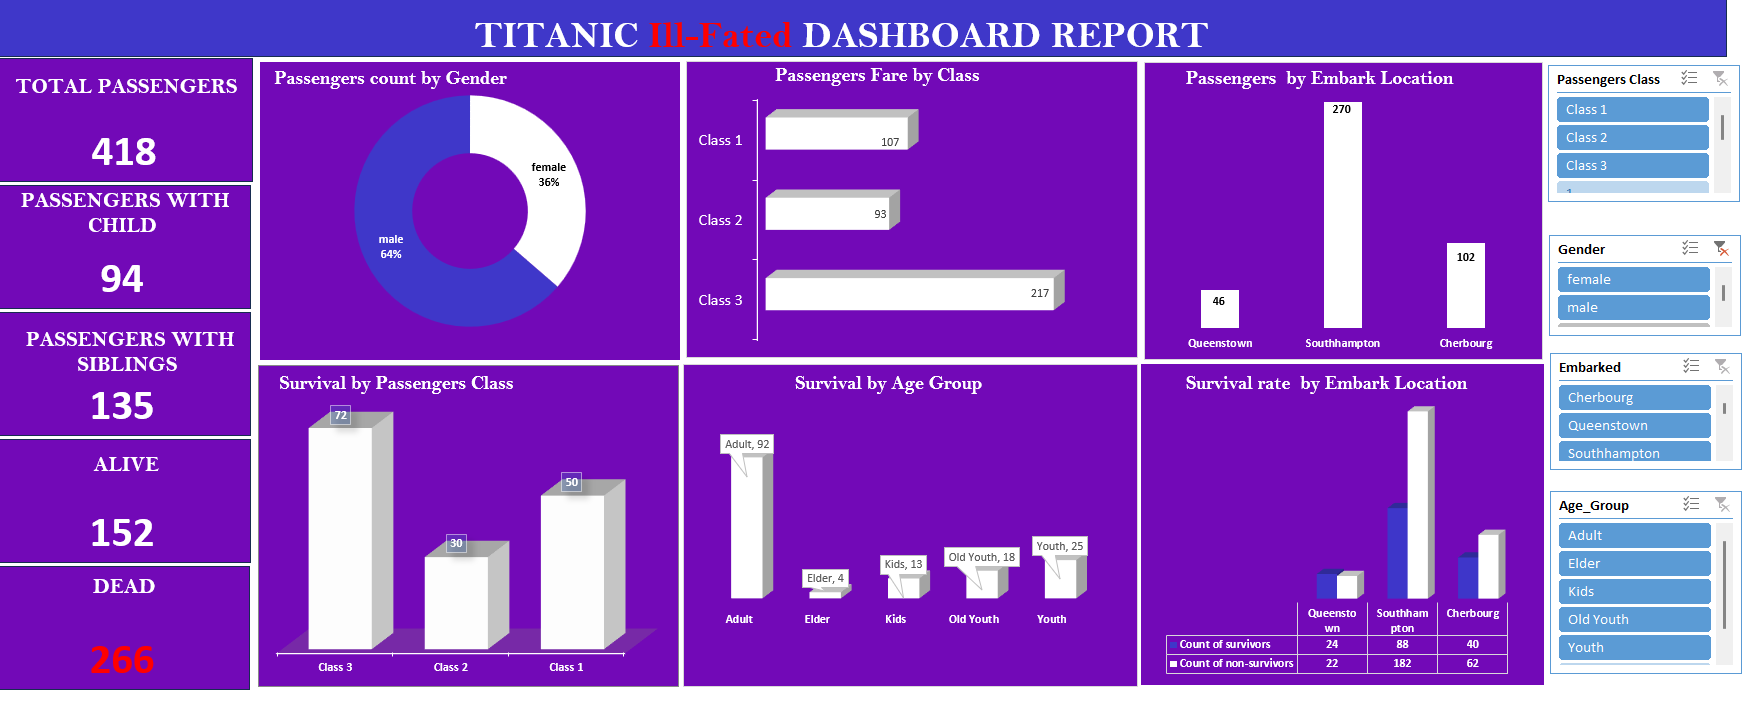 TITANIC Ill-Fated DASHBOARD REPORT
TOTAL PASSENGERS
418
PASSENGERS WITH
CHILD
94
PASSENGERS WITH
SIBLINGS
135
ALIVE
152
DEAD
266
Passengers count by Gender
female
36%
male
64%
Passengers Fare by Class
Class 1
107
Class 2
93
Class 3
217
Passengers by Embark Location
270
102
46
Queenstown
Southhampton
Cherbourg
Survival by Passengers Class
72
30
50
Class 3
Class 2
Class 1
Survival by Age Group
Adult, 92
Elder, 4
Kids, 13
Old Youth, 18
Youth, 25
Adult
Elder
Kids
Old Youth
Youth
Survival rate by Embark Location
Queensto
wn
Southham
pton
Cherbourg
Count of survivors 24 88 40
Count of non-survivors 22 182 62
Passengers Class
Class 1
Class 2
Class 3
Gender
female
male
Embarked
Cherbourg
Queenstown
Southhampton
Age_Group
Adult
Elder
Kids
Old Youth
Youth